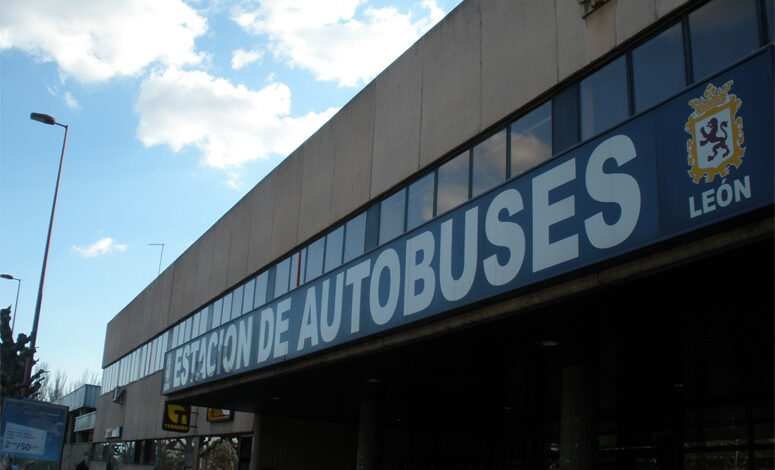 ESTACION DE AUTOBUSES
LEÓN